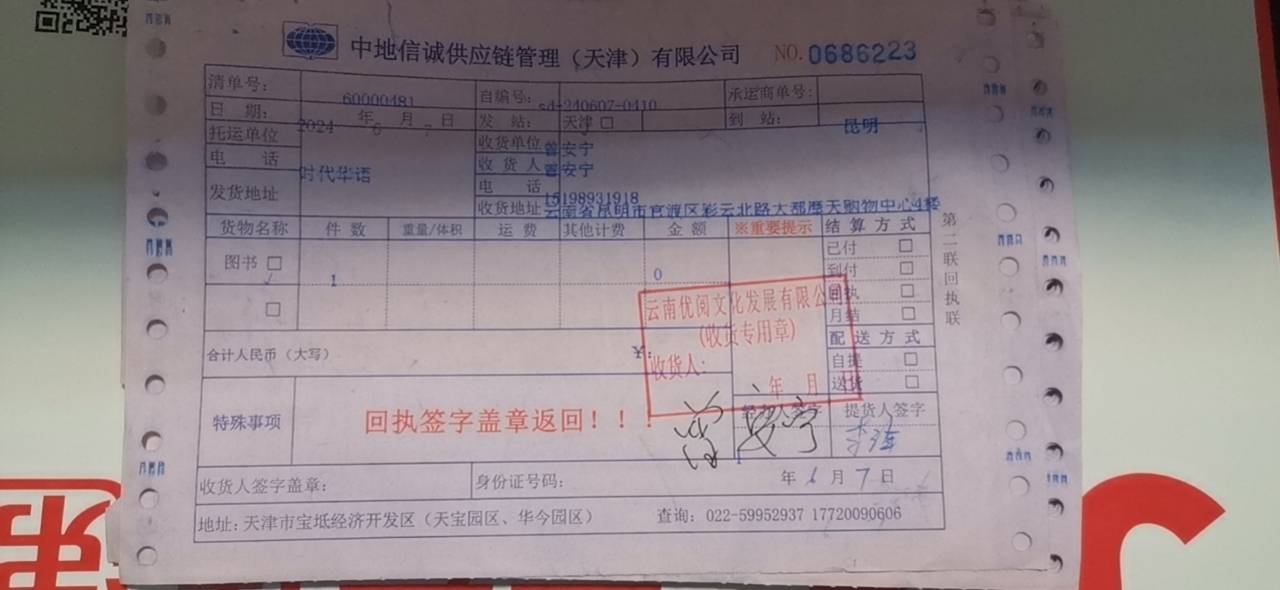 中地信诚供应链管理（天津）有限公司 NO.0686223
清单号： 60000481 自编号：sd-240607-0410 承运商单号：
日 期： 2024 年 6 月 7 日 发 站： 天津 □ 到 站： 昆明
托运单位 时代华语 收货单位 曾安宁
电 话 收 货 人 曾安宁
发货地址 电 话 15198931918
收货地址 云南省昆明市官渡区彩云北路大都摩天购物中心4楼
货物名称 件 数 重量/体积 运 费 其他计费 金 额 ※重要提示 结 算 方 式
图书 □ 1 0 已付 □
到付 □
□ 回执 □
月结 □
云南优阅文化发展有限公司
(收货专用章)
收货人：
年 月
配 送 方 式
合计人民币（大写） ¥： 自提 □
送货 □
特殊事项 回执签字盖章返回！！！ 曾安宁 经办人签字 提货人签字
收货人签字盖章： 身份证号码： 年 6 月 7 日
地址：天津市宝坻经济开发区（天宝园区、华今园区） 查询：022-59952937 17720090606
第二联回执联